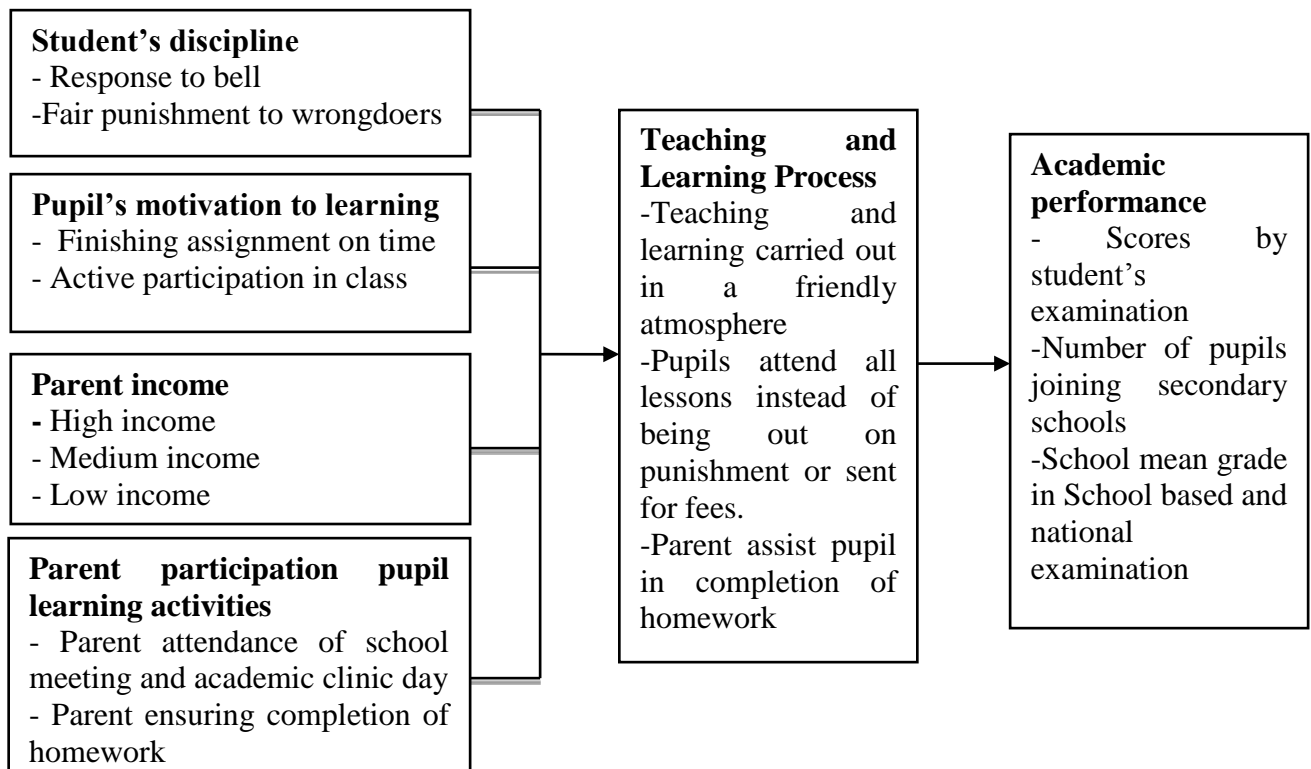 Student’s discipline
- Response to bell
-Fair punishment to wrongdoers
Pupil’s motivation to learning
- Finishing assignment on time
- Active participation in class
Parent income
- High income
- Medium income
- Low income
Parent participation pupil
learning activities
- Parent attendance of school
meeting and academic clinic day
- Parent ensuring completion of
homework
Teaching and
Learning Process
-Teaching and
learning carried out
in a friendly
atmosphere
-Pupils attend all
lessons instead of
being out on
punishment or sent
for fees.
-Parent assist pupil
in completion of
homework
Academic
performance
- Scores by
student’s
examination
-Number of pupils
joining secondary
schools
-School mean grade
in School based and
national
examination